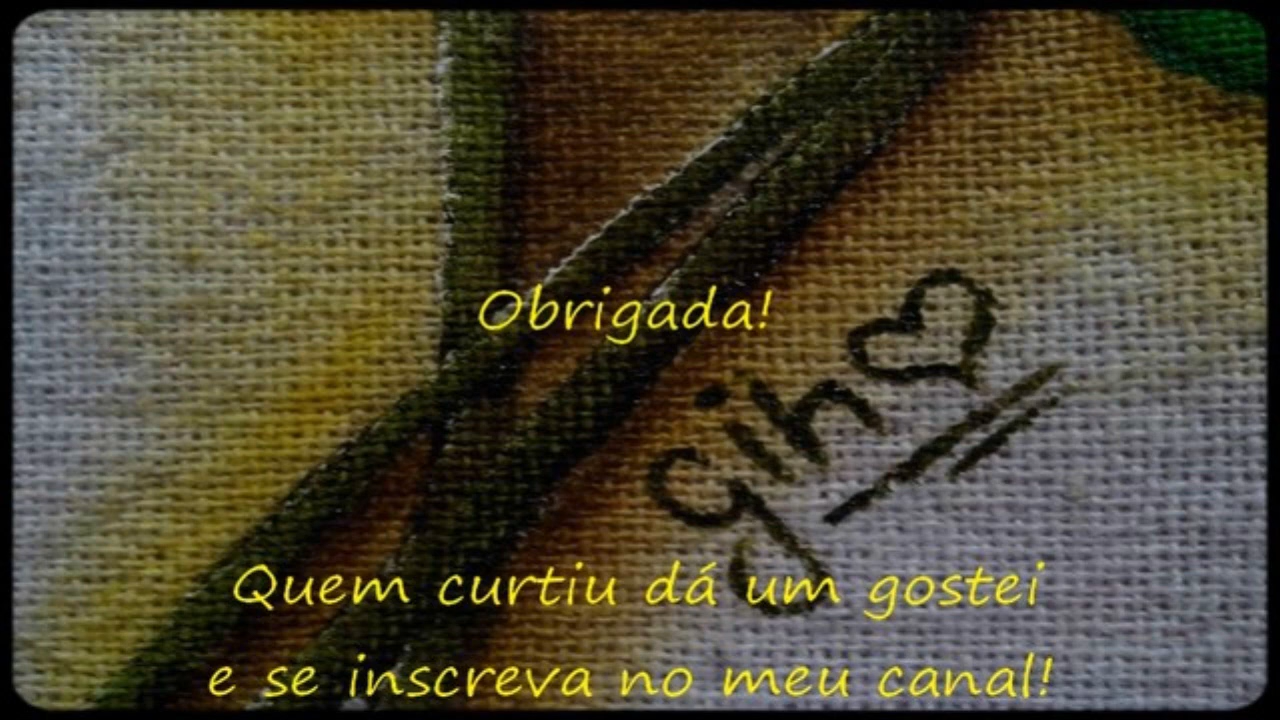 Obrigada!
Gih
Quem curtiu dá um gostei
e se inscreva no meu canal!